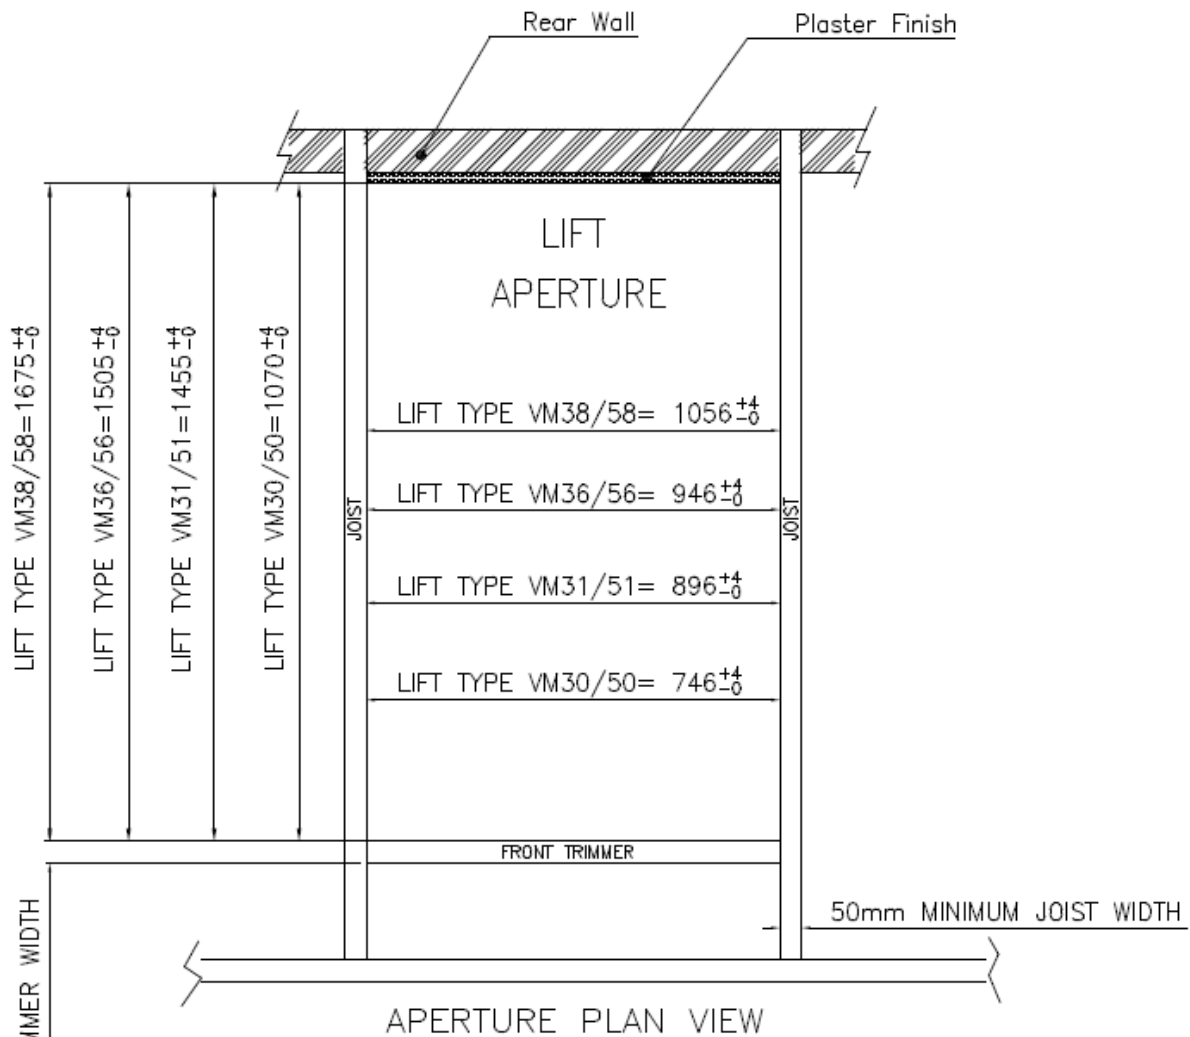 Rear Wall
Plaster Finish
LIFT
APERTURE
LIFT TYPE VM38/58=1675+4-0
LIFT TYPE VM36/56=1505+4-0
LIFT TYPE VM31/51=1455+4-0
LIFT TYPE VM30/50=1070+4-0
LIFT TYPE VM38/58= 1056+4-0
LIFT TYPE VM36/56= 946+4-0
LIFT TYPE VM31/51= 896+4-0
LIFT TYPE VM30/50= 746+4-0
JOIST
JOIST
FRONT TRIMMER
50mm MINIMUM JOIST WIDTH
WIDTH
APERTURE PLAN VIEW